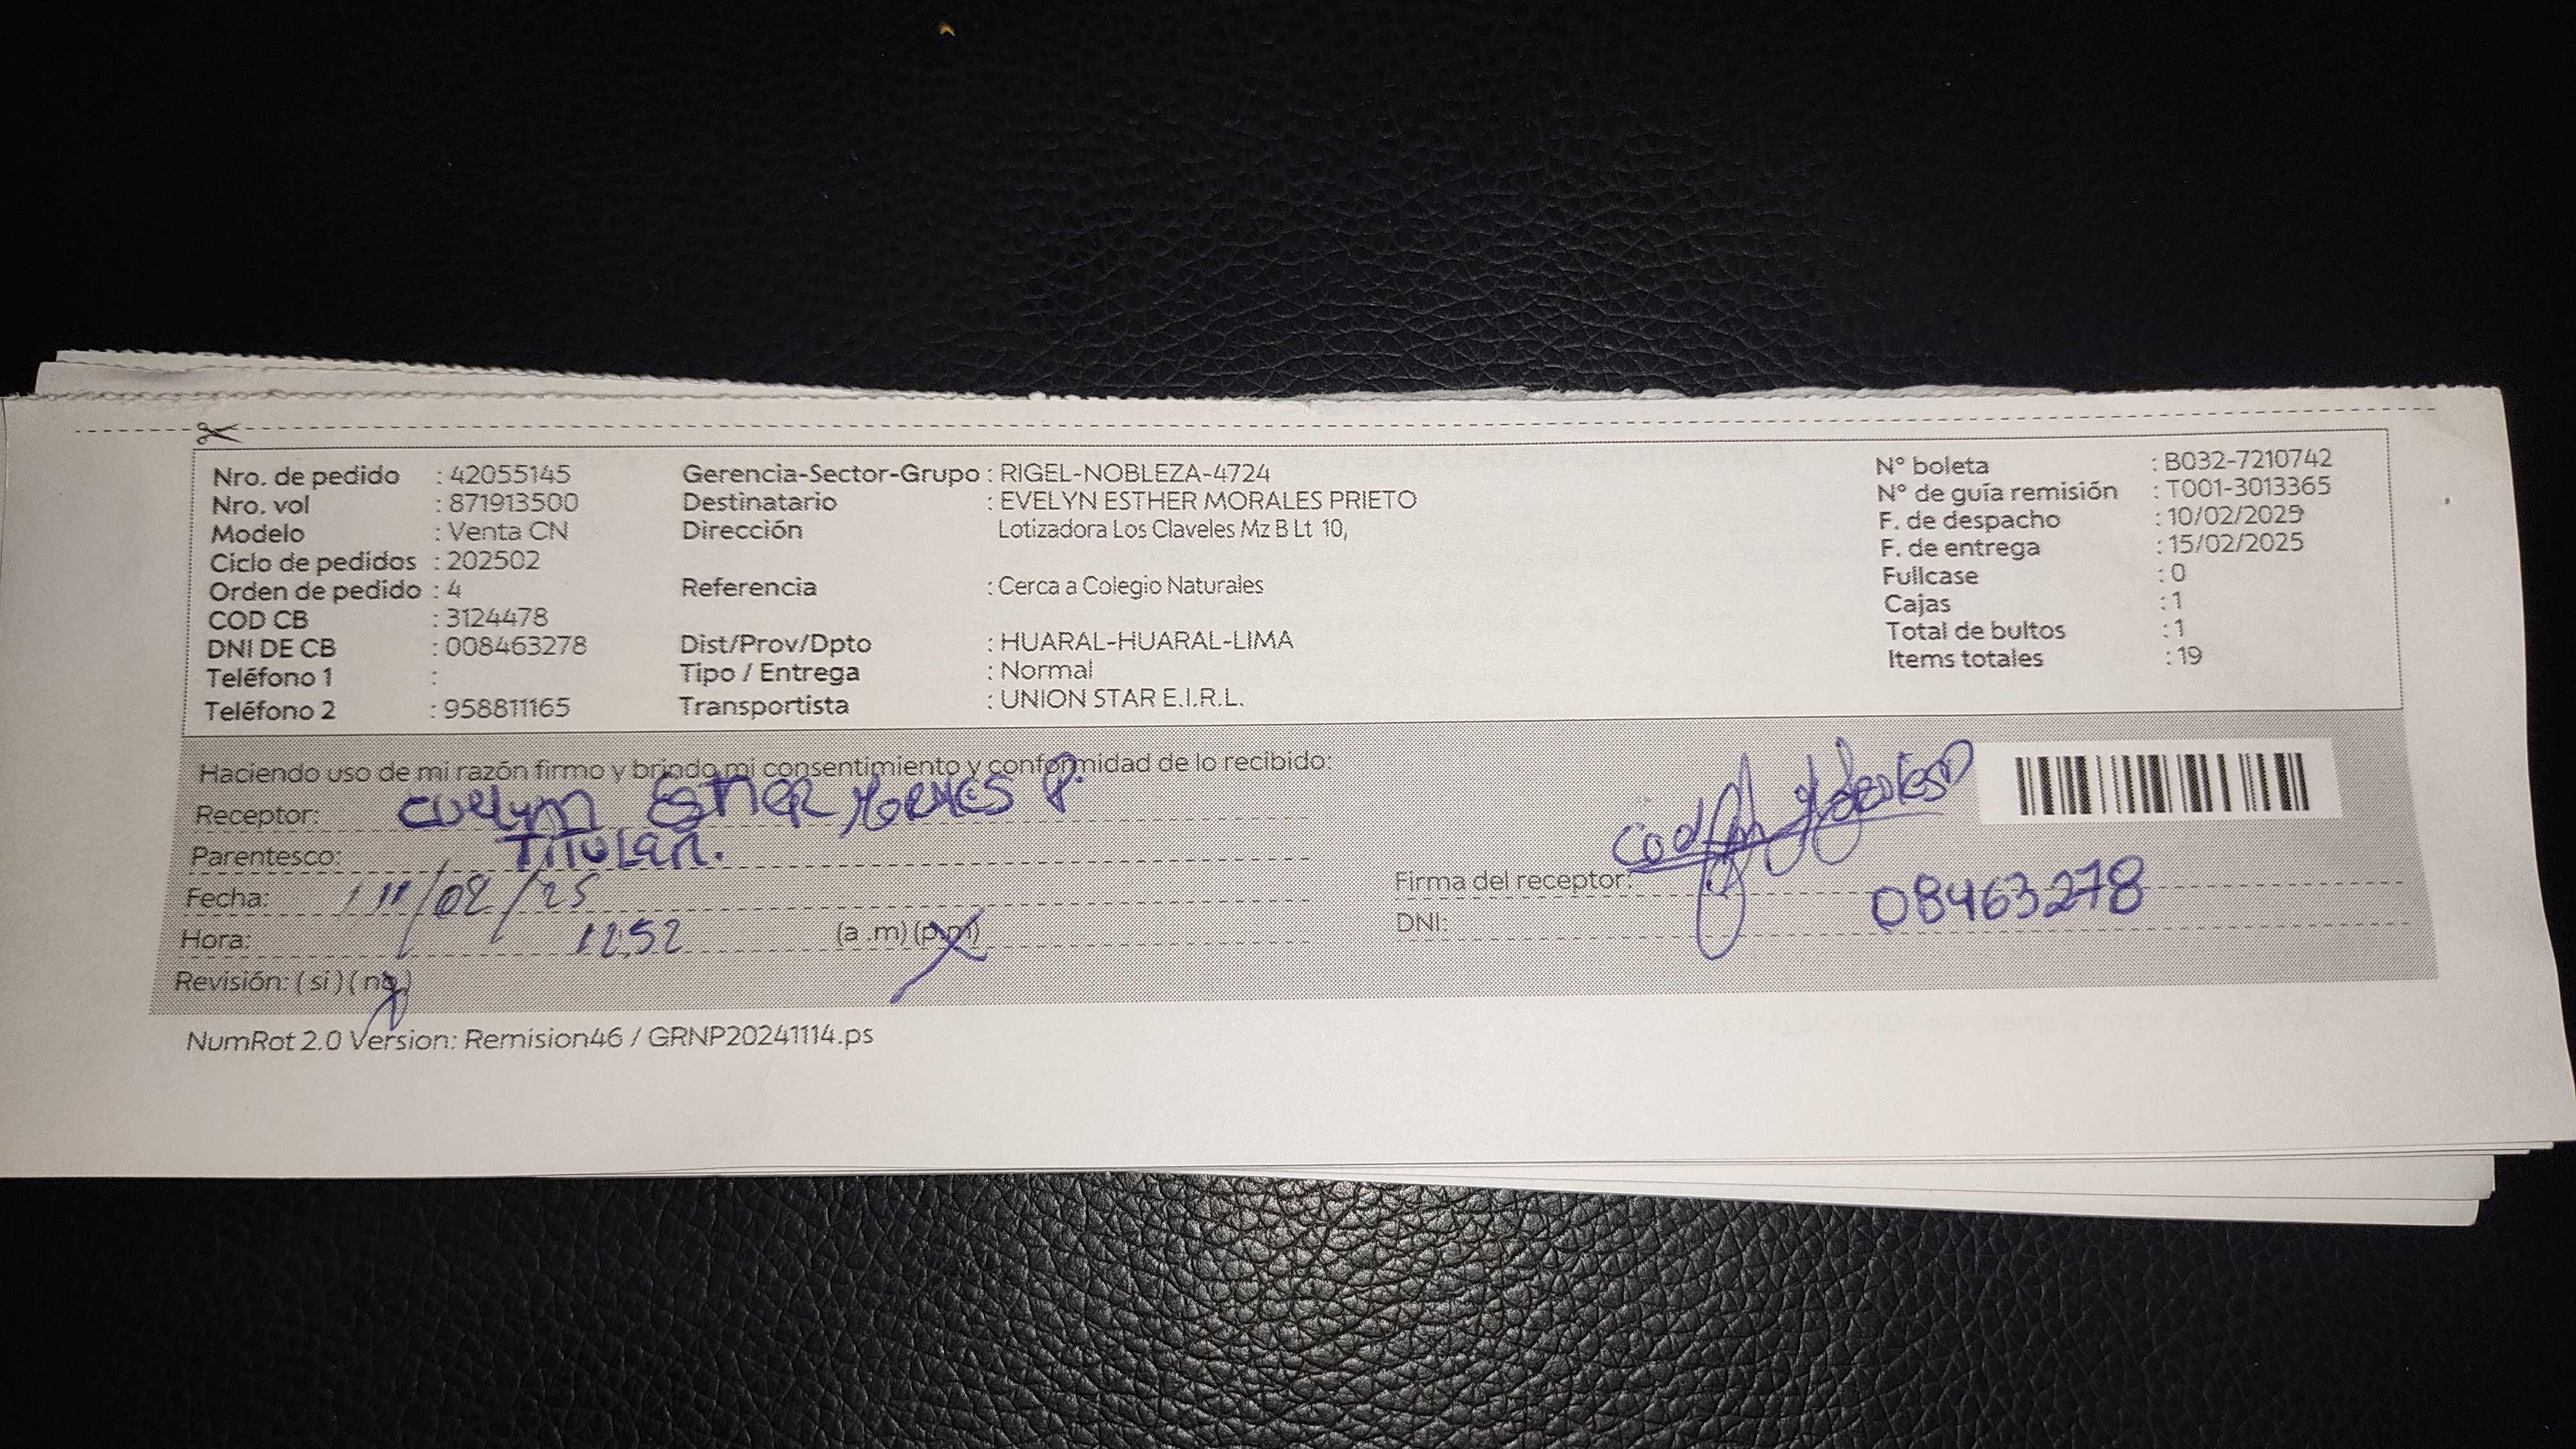 Nro. de pedido : 42055145 Gerencia-Sector-Grupo : RIGEL-NOBLEZA-4724 N° boleta : B032-7210742
Nro. vol : 871913500 Destinatario : EVELYN ESTHER MORALES PRIETO N° de guía remisión : T001-3013365
Modelo : Venta CN Dirección Lotizadora Los Claveles Mz B Lt 10, F. de despacho : 10/02/2025
Ciclo de pedidos : 202502 F. de entrega : 15/02/2025
Orden de pedido : 4 Referencia : Cerca a Colegio Naturales Fullcase : 0
COD CB : 3124478 Cajas : 1
DNI DE CB : 008463278 Dist/Prov/Dpto : HUARAL-HUARAL-LIMA Total de bultos : 1
Teléfono 1 : Tipo / Entrega : Normal Items totales : 19
Teléfono 2 : 958811165 Transportista : UNION STAR E.I.R.L.
Haciendo uso de mi razón firmo y brindo mi consentimiento y conformidad de lo recibido:
Receptor: Evelyn Esther Morales P.
Parentesco: Titular.
Fecha: 11/02/25 Firma del receptor:
Hora: 12:52 (a .m) (p.m) DNI: 08463278
Revisión: ( si ) ( no )
NumRot 2.0 Version: Remision46 / GRNP20241114.ps